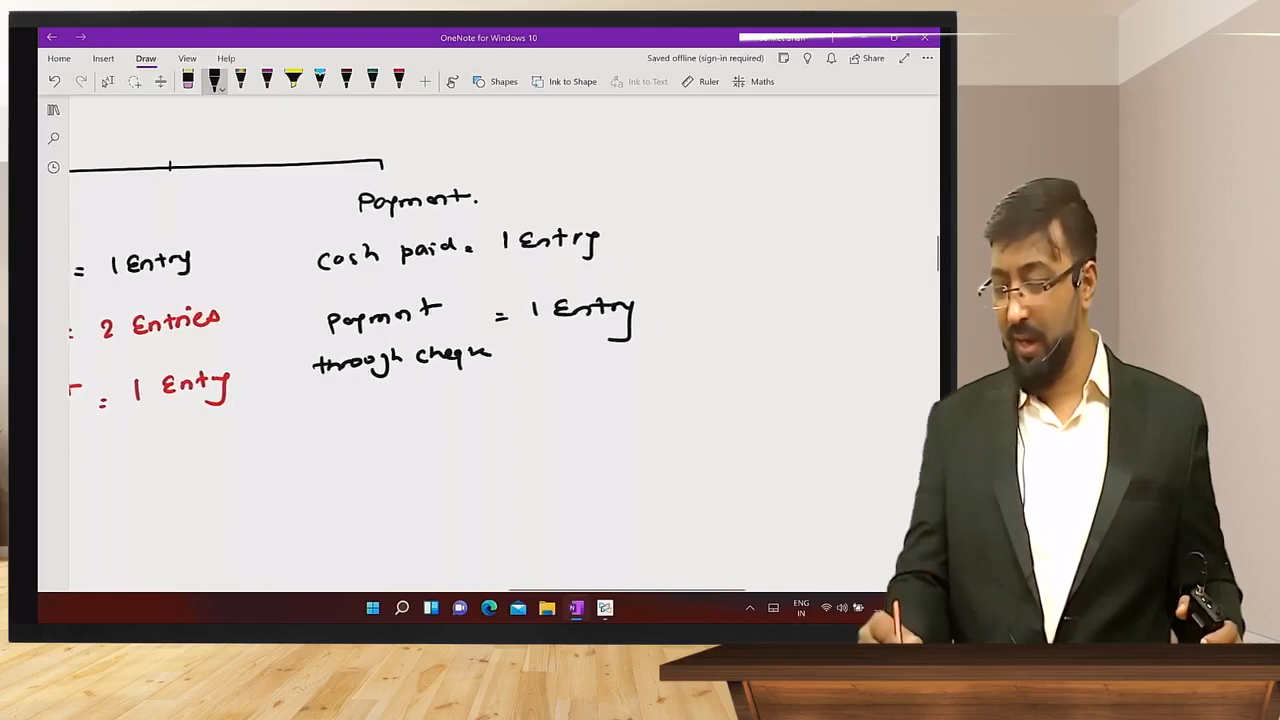 OneNote for Windows 10
Home Insert Draw View Help
Saved offline (sign-in required)
Share
Shapes
Ink to Shape
Ink to Text
Ruler
Maths
Payment.
= 1 Entry
cash paid = 1 Entry
= 2 Entries
Payment = 1 Entry
through cheque
= 1 Entry
ENG
IN